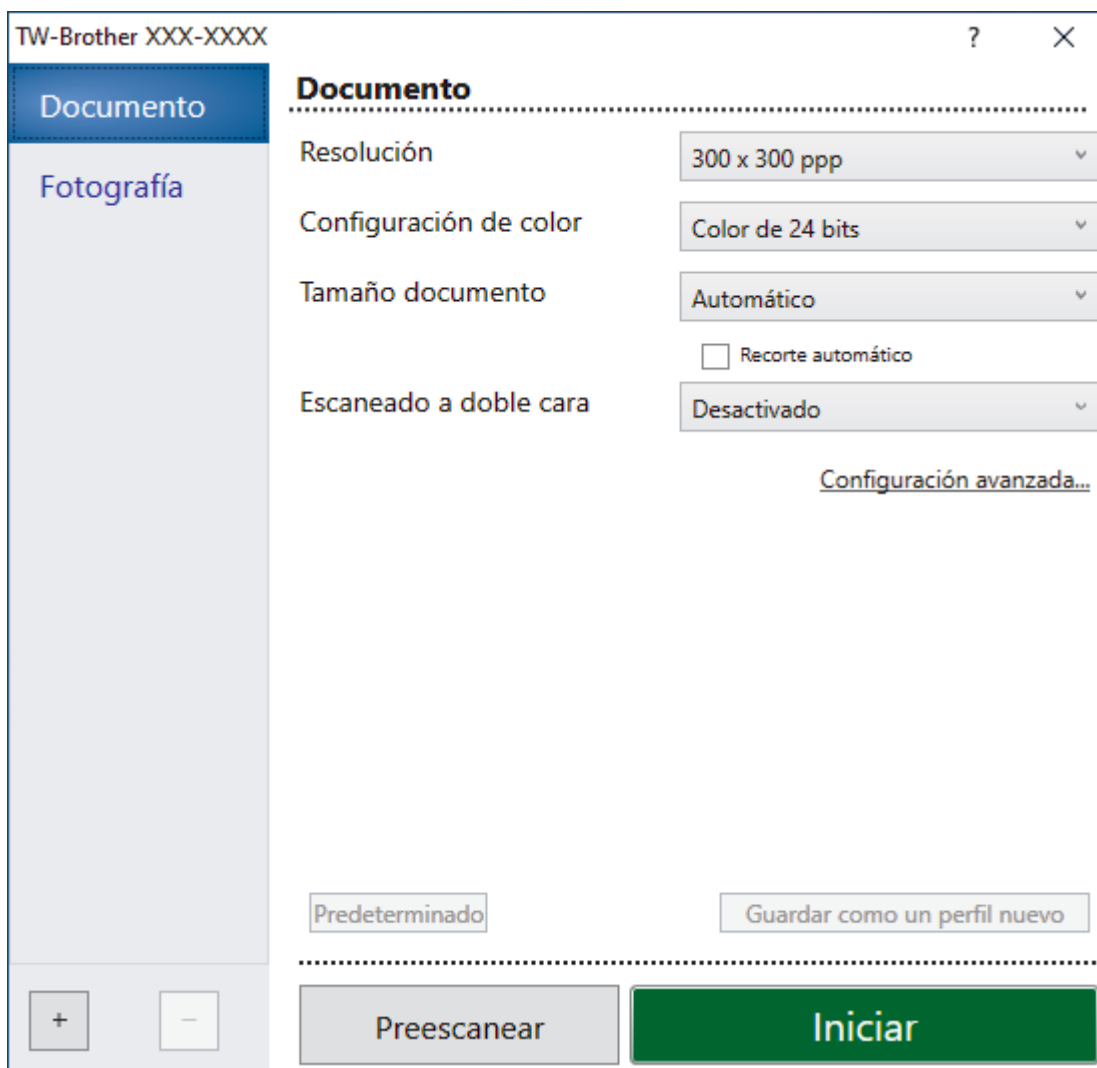 TW-Brother XXX-XXXX ? ×
Documento
Fotografía
Documento
Resolución 300 x 300 ppp
Configuración de color Color de 24 bits
Tamaño documento Automático
Recorte automático
Escaneado a doble cara Desactivado
Configuración avanzada...
Predeterminado Guardar como un perfil nuevo
+ − Preescanear Iniciar